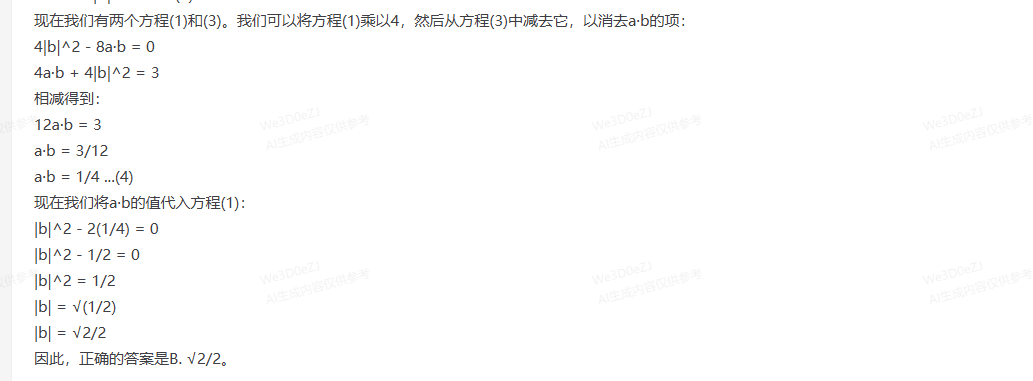 现在我们有两个方程(1)和(3)。我们可以将方程(1)乘以4，然后从方程(3)中减去它，以消去a·b的项：
4|b|^2 - 8a·b = 0
4a·b + 4|b|^2 = 3
相减得到：
12a·b = 3
a·b = 3/12
a·b = 1/4 ...(4)
现在我们将a·b的值代入方程(1)：
|b|^2 - 2(1/4) = 0
|b|^2 - 1/2 = 0
|b|^2 = 1/2
|b| = √(1/2)
|b| = √2/2
因此，正确的答案是B. √2/2。
We3D0eZJ
AI生成内容仅供参考
We3D0eZJ
AI生成内容仅供参考
We3D0eZJ
AI生成内容仅供参考
We3D0eZJ
AI生成内容仅供参考
We3D0eZJ
AI生成内容仅供参考
We3D0eZJ
AI生成内容仅供参考